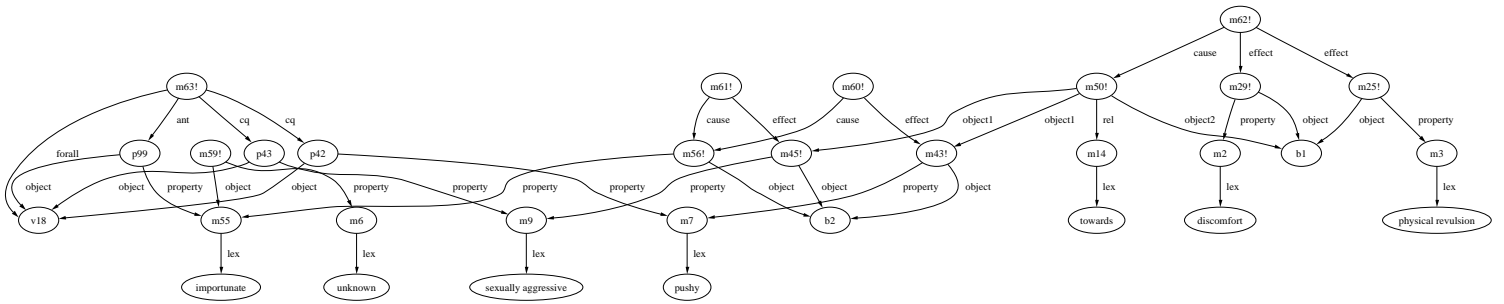 m62!
cause effect effect
m63! m61! m60! m50! m29! m25!
ant cq cq cause effect cause effect object1 object1 rel object2 property object object property
forall p99 m59! p43 p42 m56! m45! m43! m14 m2 b1 m3
object object property object object property property property property object object property object lex lex lex
v18 m55 m6 m9 m7 b2 towards discomfort physical revulsion
lex lex lex lex
importunate unknown sexually aggressive pushy